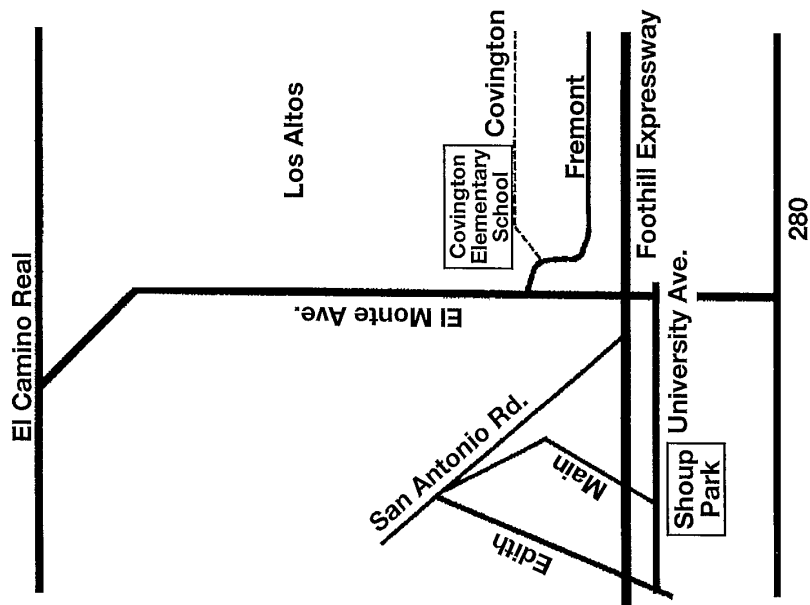 El Camino Real
Los Altos
El Monte Ave.
Covington
Elementary
School
Covington
Fremont
Foothill Expressway
University Ave.
San Antonio Rd.
Main
Edith
Shoup
Park
280